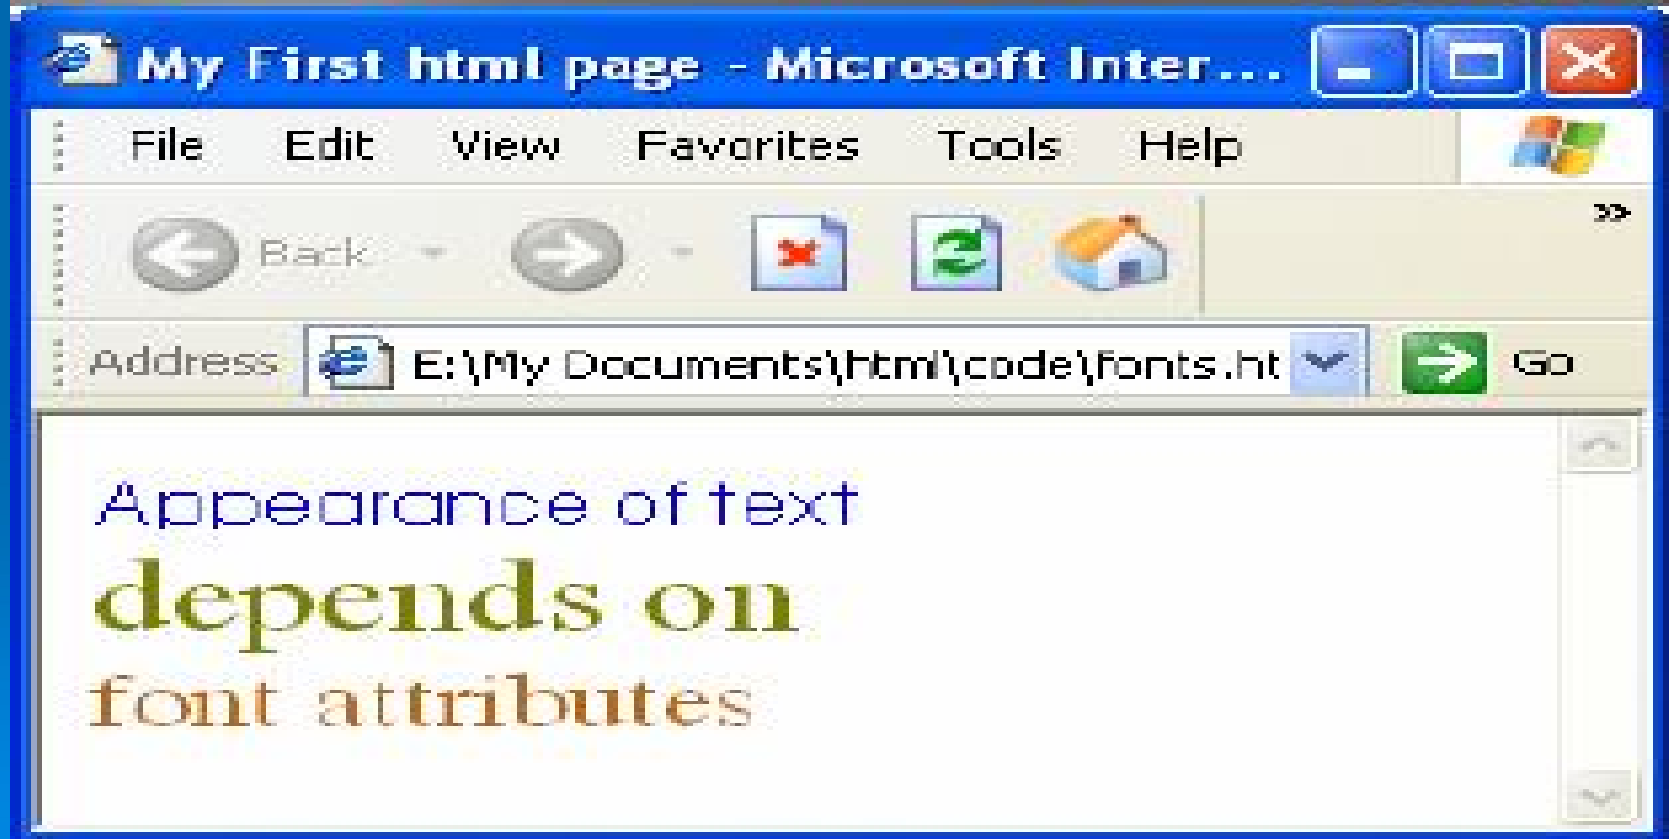 My First html page - Microsoft Inter...
File Edit View Favorites Tools Help
»
Back
Address E:\My Documents\html\code\fonts.ht Go
Appearance of text
depends on
font attributes